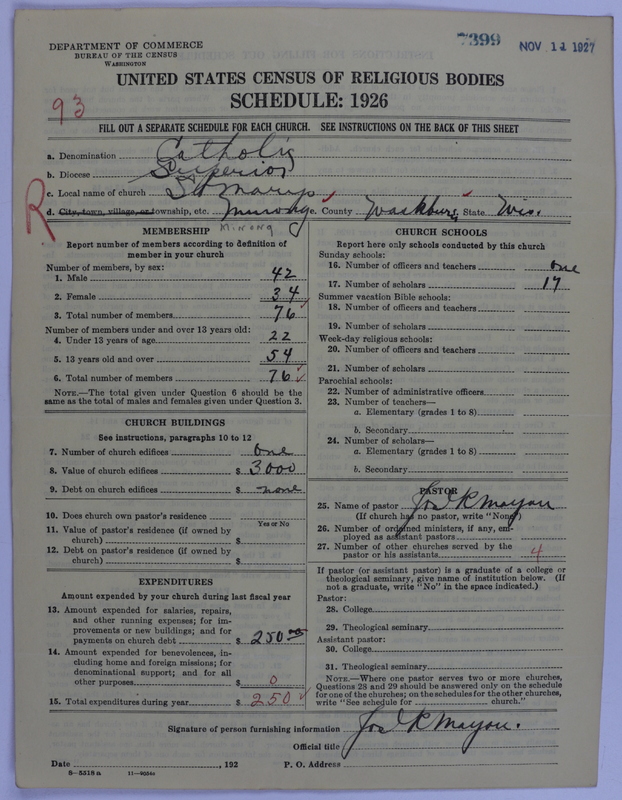 7399
NOV 11 1927
DEPARTMENT OF COMMERCE
BUREAU OF THE CENSUS
WASHINGTON
UNITED STATES CENSUS OF RELIGIOUS BODIES
SCHEDULE: 1926
93
FILL OUT A SEPARATE SCHEDULE FOR EACH CHURCH. SEE INSTRUCTIONS ON THE BACK OF THIS SHEET
a. Denomination Catholic
b. Diocese Superior
c. Local name of church St Marys
R
d. City, town, village, or township, etc. County Washburn, State Wis.
Minong
MEMBERSHIP
Report number of members according to definition of
member in your church
Number of members, by sex:
1. Male 42
2. Female 34
3. Total number of members 76
Number of members under and over 13 years old:
4. Under 13 years of age 22
5. 13 years old and over 54
6. Total number of members 76
NOTE.—The total given under Question 6 should be
same as the total of males and females given under Question 3.
CHURCH BUILDINGS
See instructions, paragraphs 10 to 12
7. Number of church edifices one
8. Value of church edifices $ 3000
9. Debt on church edifices $ none
10. Does church own pastor's residence
Yes or No
11. Value of pastor's residence (if owned by
church) $
12. Debt on pastor's residence (if owned by
church) $
EXPENDITURES
Amount expended by your church during last fiscal year
13. Amount expended for salaries, repairs,
and other running expenses; for im-
provements or new buildings; and for
payments on church debt $ 250 00
14. Amount expended for benevolences, in-
cluding home and foreign missions; for
denominational support; and for all
other purposes $ 0
15. Total expenditures during year $ 250
CHURCH SCHOOLS
Report here only schools conducted by this church
Sunday schools:
16. Number of officers and teachers one
17. Number of scholars 17
Summer vacation Bible schools:
18. Number of officers and teachers
19. Number of scholars
Week-day religious schools:
20. Number of officers and teachers
21. Number of scholars
Parochial schools:
22. Number of administrative officers
23. Number of teachers—
a. Elementary (grades 1 to 8)
b. Secondary
24. Number of scholars—
a. Elementary (grades 1 to 8)
b. Secondary
PASTOR
25. Name of pastor Jos R Mayou
(If church has no pastor, write "None")
26. Number of ordained ministers, if any, em-
ployed as assistant pastors
27. Number of other churches served by the
pastor or his assistants 4
If pastor (or assistant pastor) is a graduate of a college or
theological seminary, give name of institution below. (If
not a graduate, write "No" in the space indicated.)
Pastor:
28. College
29. Theological seminary
Assistant pastor:
30. College
31. Theological seminary
NOTE.—Where one pastor serves two or more churches,
Questions 28 and 29 should be answered only on the schedule
for one of the churches; on the schedules for the other churches,
write "See schedule for church."
Signature of person furnishing information Jos R Mayou.
Official title
Date , 192 P. O. Address
8-5518 a 11-9054c